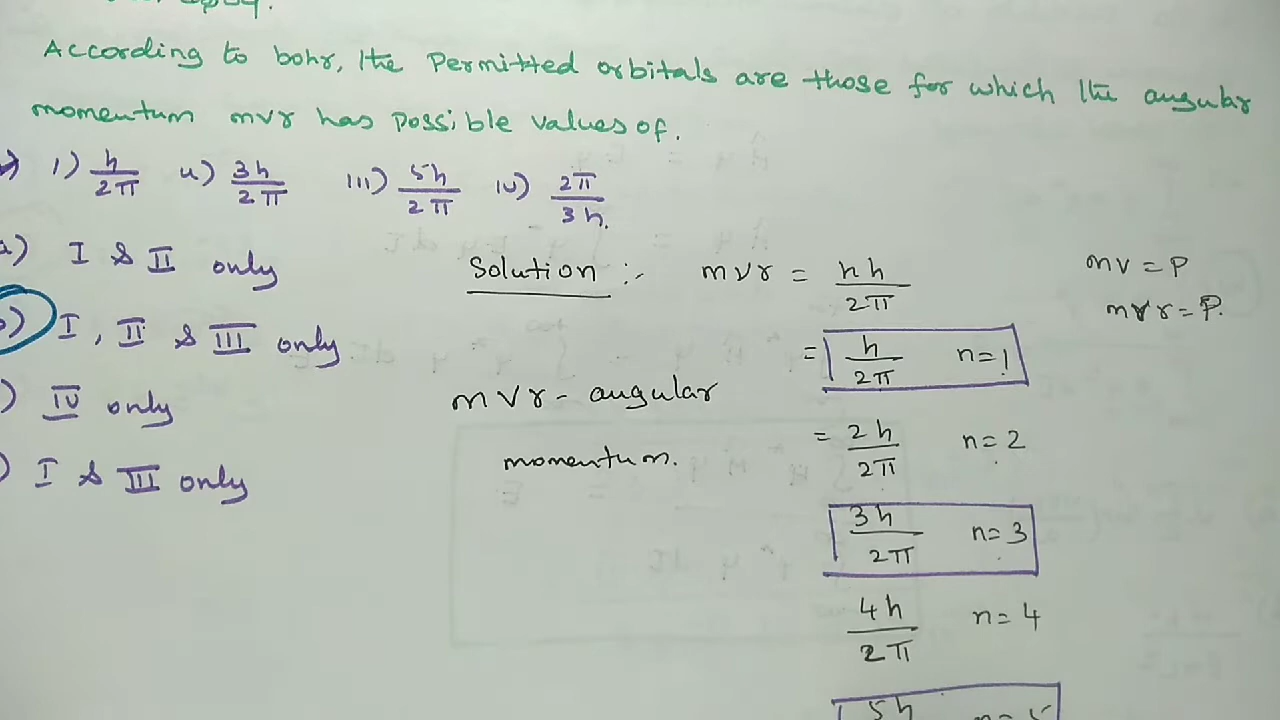 According to bohr, the Permitted orbitals are those for which the angular
momentum mvr has possible values of.
1) h/2π  ii) 3h/2π  iii) 5h/2π  iv) 2π/3h.
a) I & II only
b) I, II & III only
) IV only
) I & III only
Solution :- mvr = nh/2π
= h/2π n=1
= 2h/2π n=2
3h/2π n=3
4h/2π n=4
5h n=5
mvr - angular
momentum.
mv = P
mvr = P.